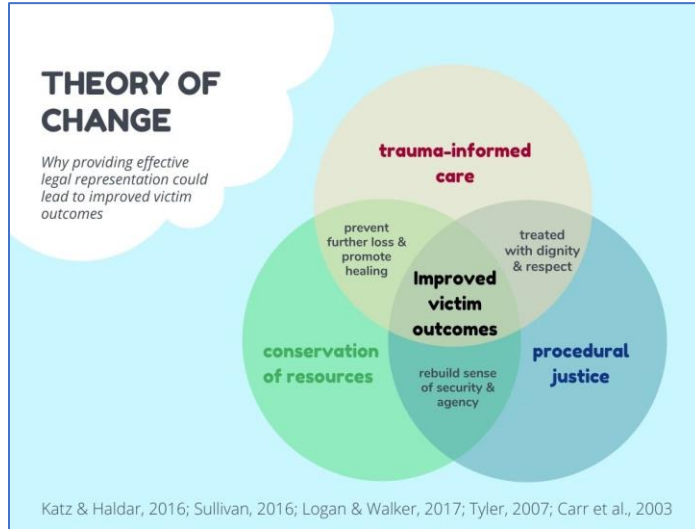 THEORY OF
CHANGE
Why providing effective
legal representation could
lead to improved victim
outcomes
trauma-informed
care
prevent
further loss &
promote
healing
treated
with dignity
& respect
Improved
victim
outcomes
conservation
of resources
rebuild sense
of security &
agency
procedural
justice
Katz & Haldar, 2016; Sullivan, 2016; Logan & Walker, 2017; Tyler, 2007; Carr et al., 2003